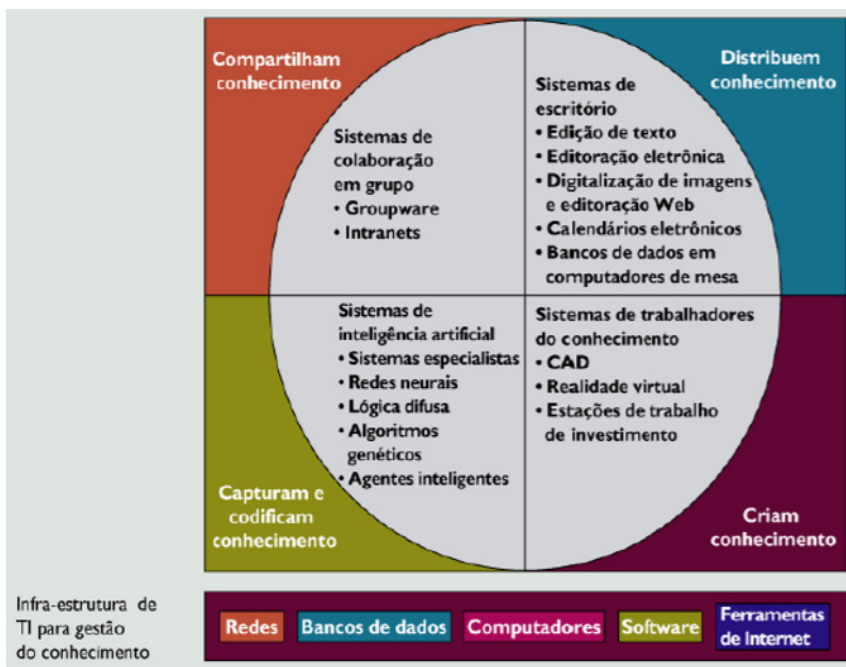 Compartilham
conhecimento
Distribuem
conhecimento
Sistemas de
colaboração
em grupo
• Groupware
• Intranets
Sistemas de
escritório
• Edição de texto
• Editoração eletrônica
• Digitalização de imagens
e editoração Web
• Calendários eletrônicos
• Bancos de dados em
computadores de mesa
Sistemas de
inteligência artificial
• Sistemas especialistas
• Redes neurais
• Lógica difusa
• Algoritmos
genéticos
• Agentes inteligentes
Sistemas de trabalhadores
do conhecimento
• CAD
• Realidade virtual
• Estações de trabalho
de investimento
Capturam e
codificam
conhecimento
Criam
conhecimento
Infra-estrutura de
TI para gestão
do conhecimento
Redes
Bancos de dados
Computadores
Software
Ferramentas
de Internet